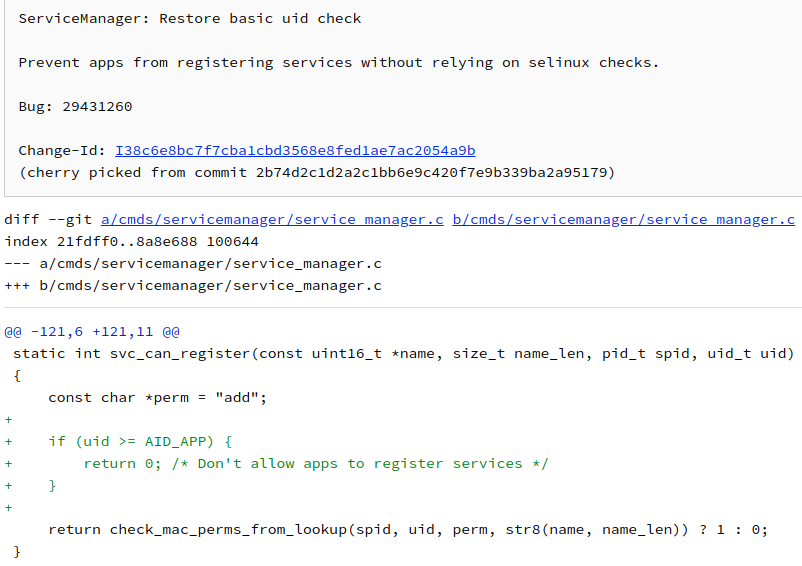 ServiceManager: Restore basic uid check
Prevent apps from registering services without relying on selinux checks.
Bug: 29431260
Change-Id: I38c6e8bc7f7cba1cbd3568e8fed1ae7ac2054a9b
(cherry picked from commit 2b74d2c1d2a2c1bb6e9c420f7e9b339ba2a95179)
diff --git a/cmds/servicemanager/service_manager.c b/cmds/servicemanager/service_manager.c
index 21fdff0..8a8e688 100644
--- a/cmds/servicemanager/service_manager.c
+++ b/cmds/servicemanager/service_manager.c
@@ -121,6 +121,11 @@
 static int svc_can_register(const uint16_t *name, size_t name_len, pid_t spid, uid_t uid)
 {
     const char *perm = "add";
+
+    if (uid >= AID_APP) {
+        return 0; /* Don't allow apps to register services */
+    }
+
     return check_mac_perms_from_lookup(spid, uid, perm, str8(name, name_len)) ? 1 : 0;
 }